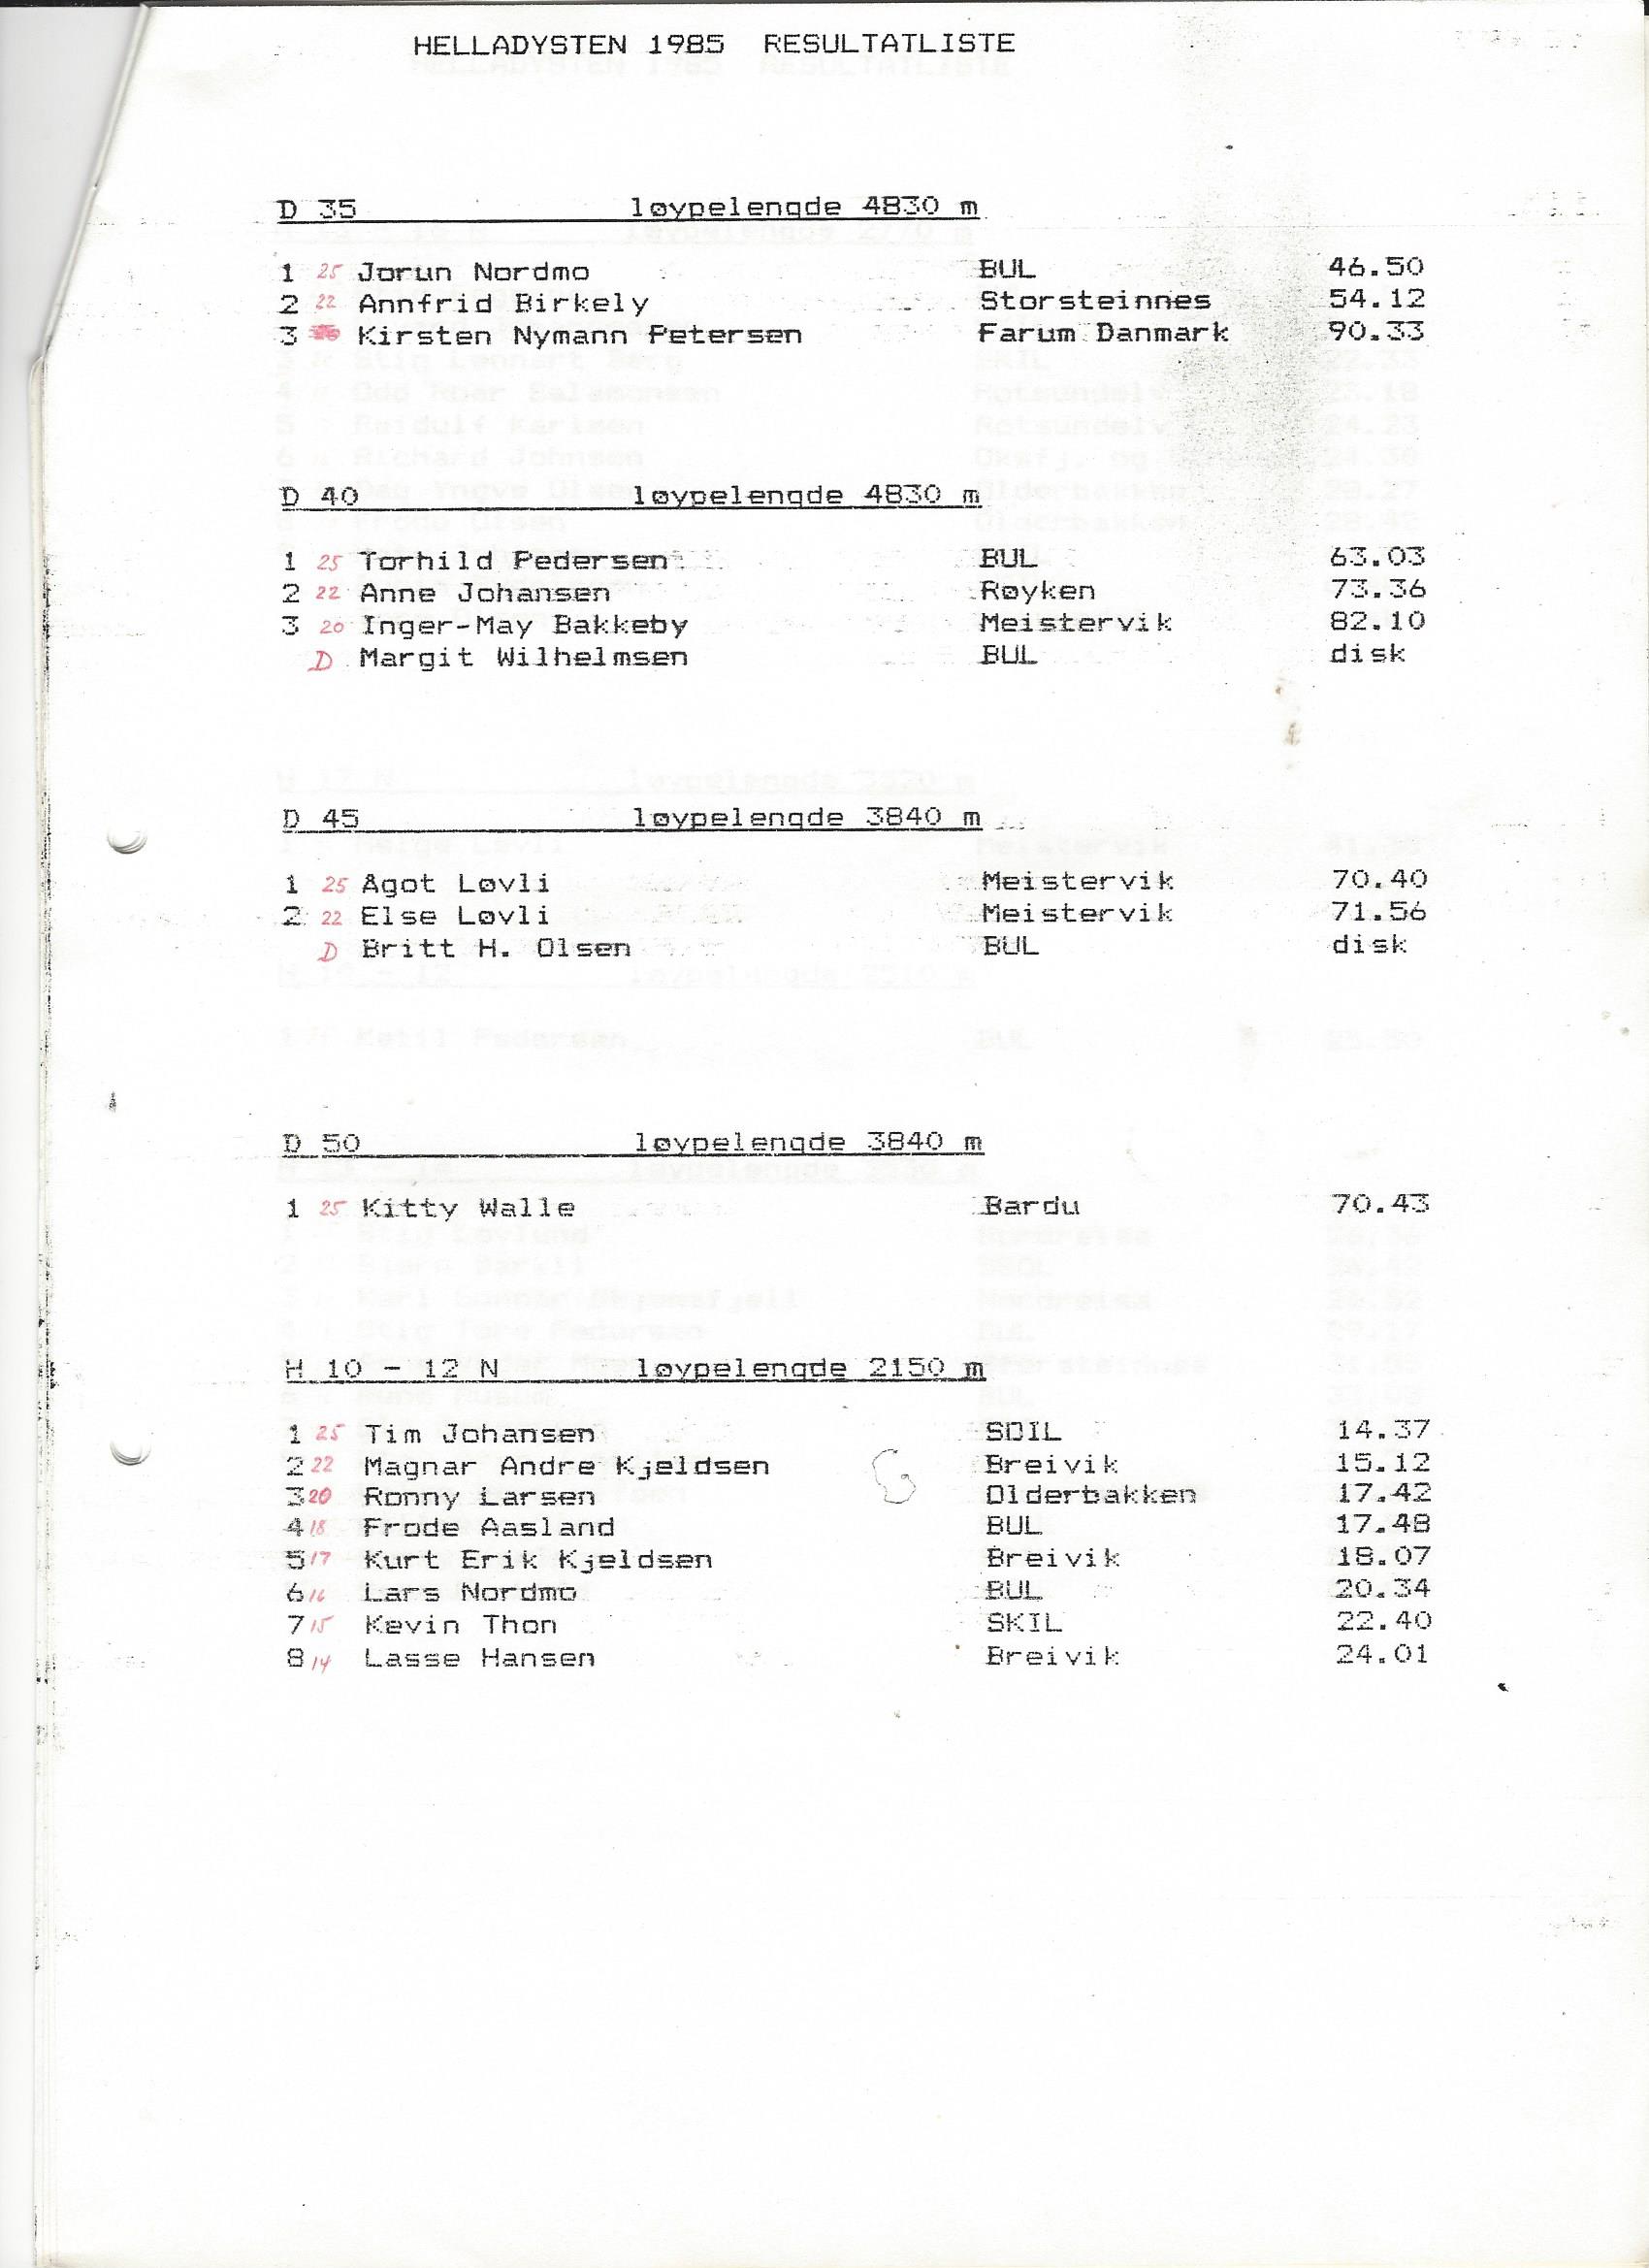 HELLADYSTEN 1985 RESULTATLISTE
D 35 løypelengde 4830 m
1 25 Jorun Nordmo BUL 46.50
2 22 Annfrid Birkely Storsteinnes 54.12
3 Kirsten Nymann Petersen Farum Danmark 90.33
D 40 løypelengde 4830 m
1 25 Torhild Pedersen BUL 63.03
2 22 Anne Johansen Røyken 73.36
3 20 Inger-May Bakkeby Meistervik 82.10
D Margit Wilhelmsen BUL disk
D 45 løypelengde 3840 m
1 25 Agot Løvli Meistervik 70.40
2 22 Else Løvli Meistervik 71.56
D Britt H. Olsen BUL disk
D 50 løypelengde 3840 m
1 25 Kitty Walle Bardu 70.43
H 10 - 12 N løypelengde 2150 m
1 25 Tim Johansen SOIL 14.37
2 22 Magnar Andre Kjeldsen Breivik 15.12
3 20 Ronny Larsen Olderbakken 17.42
4 18 Frode Aasland BUL 17.48
5 17 Kurt Erik Kjeldsen Breivik 18.07
6 16 Lars Nordmo BUL 20.34
7 15 Kevin Thon SKIL 22.40
8 14 Lasse Hansen Breivik 24.01